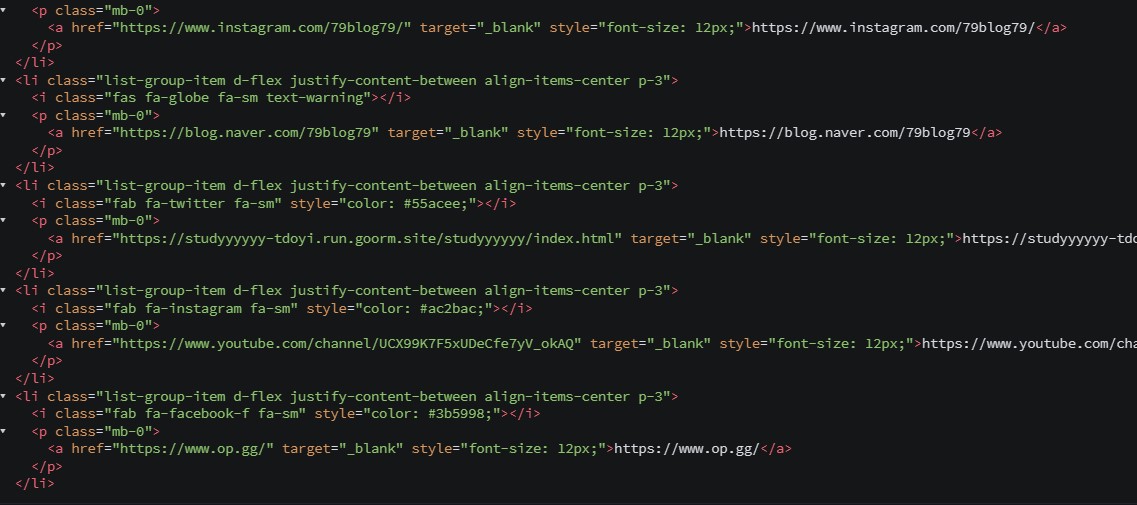 <p class="mb-0">
<a href="https://www.instagram.com/79blog79/" target="_blank" style="font-size: 12px;">https://www.instagram.com/79blog79/</a>
</p>
</li>
<li class="list-group-item d-flex justify-content-between align-items-center p-3">
<i class="fas fa-globe fa-sm text-warning"></i>
<p class="mb-0">
<a href="https://blog.naver.com/79blog79" target="_blank" style="font-size: 12px;">https://blog.naver.com/79blog79</a>
</p>
</li>
<li class="list-group-item d-flex justify-content-between align-items-center p-3">
<i class="fab fa-twitter fa-sm" style="color: #55acee;"></i>
<p class="mb-0">
<a href="https://studyyyyyy-tdoyi.run.goorm.site/studyyyyyy/index.html" target="_blank" style="font-size: 12px;">https://studyyyyyy-tdo
</p>
</li>
<li class="list-group-item d-flex justify-content-between align-items-center p-3">
<i class="fab fa-instagram fa-sm" style="color: #ac2bac;"></i>
<p class="mb-0">
<a href="https://www.youtube.com/channel/UCX99K7F5xUDeCfe7yV_okAQ" target="_blank" style="font-size: 12px;">https://www.youtube.com/cha
</p>
</li>
<li class="list-group-item d-flex justify-content-between align-items-center p-3">
<i class="fab fa-facebook-f fa-sm" style="color: #3b5998;"></i>
<p class="mb-0">
<a href="https://www.op.gg/" target="_blank" style="font-size: 12px;">https://www.op.gg/</a>
</p>
</li>